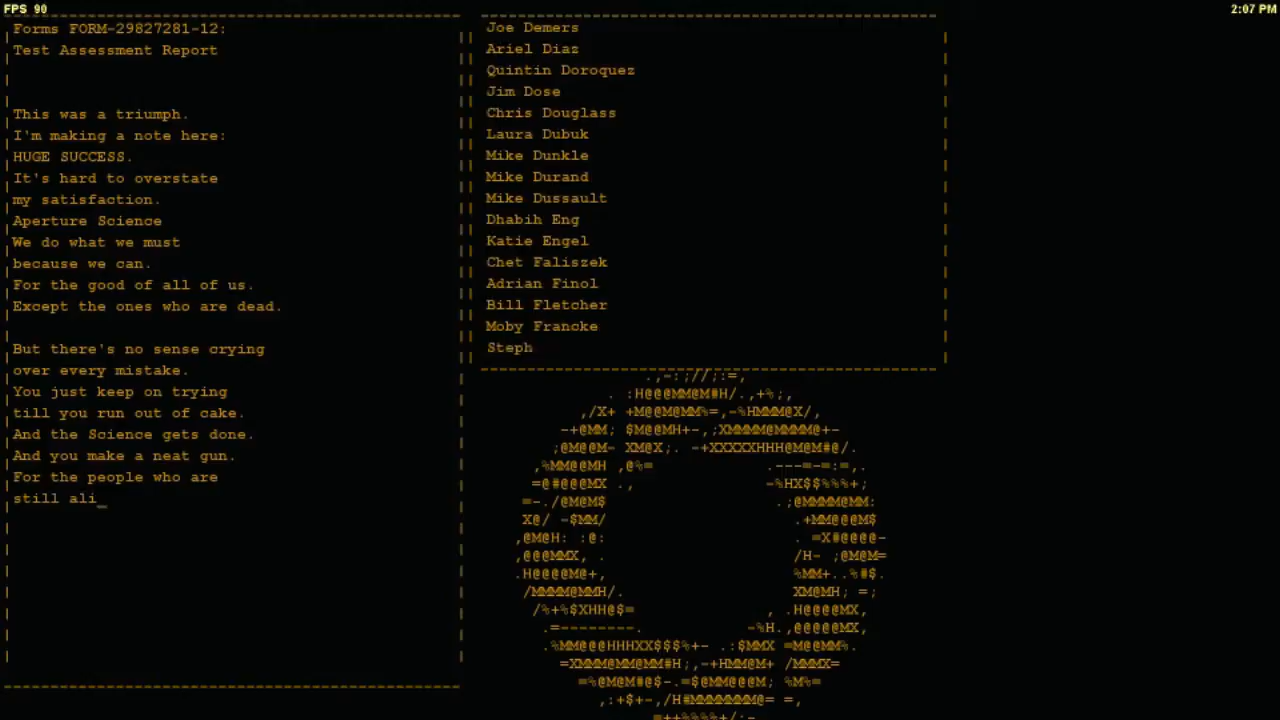 FPS 90
2:07 PM
Forms FORM-29827281-12:
Test Assessment Report
This was a triumph.
I'm making a note here:
HUGE SUCCESS.
It's hard to overstate
my satisfaction.
Aperture Science
We do what we must
because we can.
For the good of all of us.
Except the ones who are dead.
But there's no sense crying
over every mistake.
You just keep on trying
till you run out of cake.
And the Science gets done.
And you make a neat gun.
For the people who are
still ali_
Joe Demers
Ariel Diaz
Quintin Doroquez
Jim Dose
Chris Douglass
Laura Dubuk
Mike Dunkle
Mike Durand
Mike Dussault
Dhabih Eng
Katie Engel
Chet Faliszek
Adrian Finol
Bill Fletcher
Moby Francke
Steph